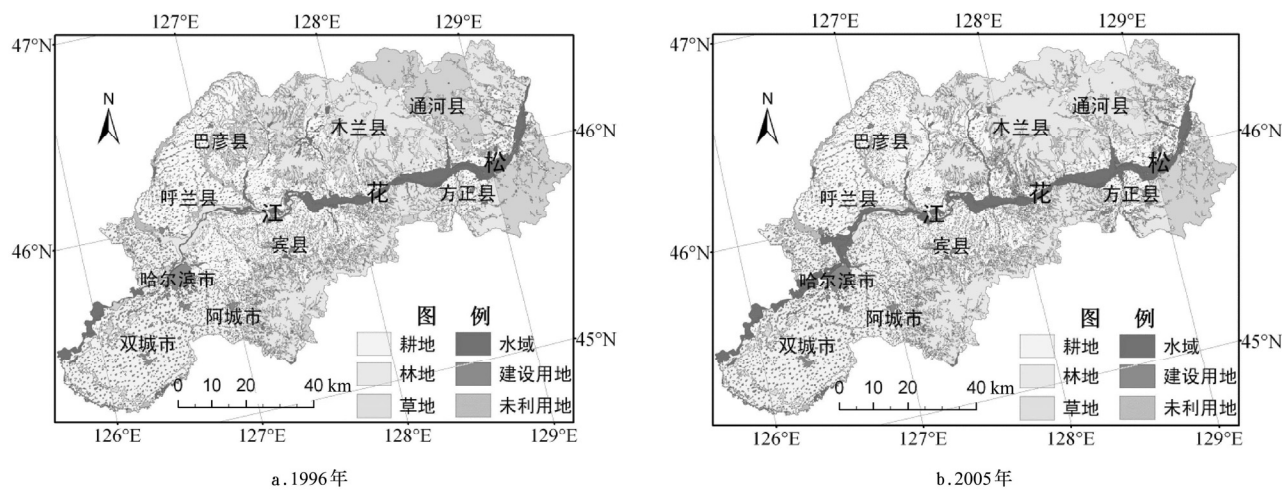 127°E 128°E 129°E
47°N
N
通河县
木兰县
巴彦县
46°N
松
花
方正县
呼兰县
江
宾县
46°N
哈尔滨市
阿城市
双城市
图 例
耕地 水域
林地 建设用地
草地 未利用地
45°N
0 10 20 40 km
126°E 127°E 128°E 129°E
a.1996年
127°E 128°E 129°E
47°N
N
通河县
木兰县
巴彦县
46°N
松
花
方正县
呼兰县
江
宾县
46°N
哈尔滨市
阿城市
双城市
图 例
耕地 水域
林地 建设用地
草地 未利用地
45°N
0 10 20 40 km
126°E 127°E 128°E 129°E
b.2005年